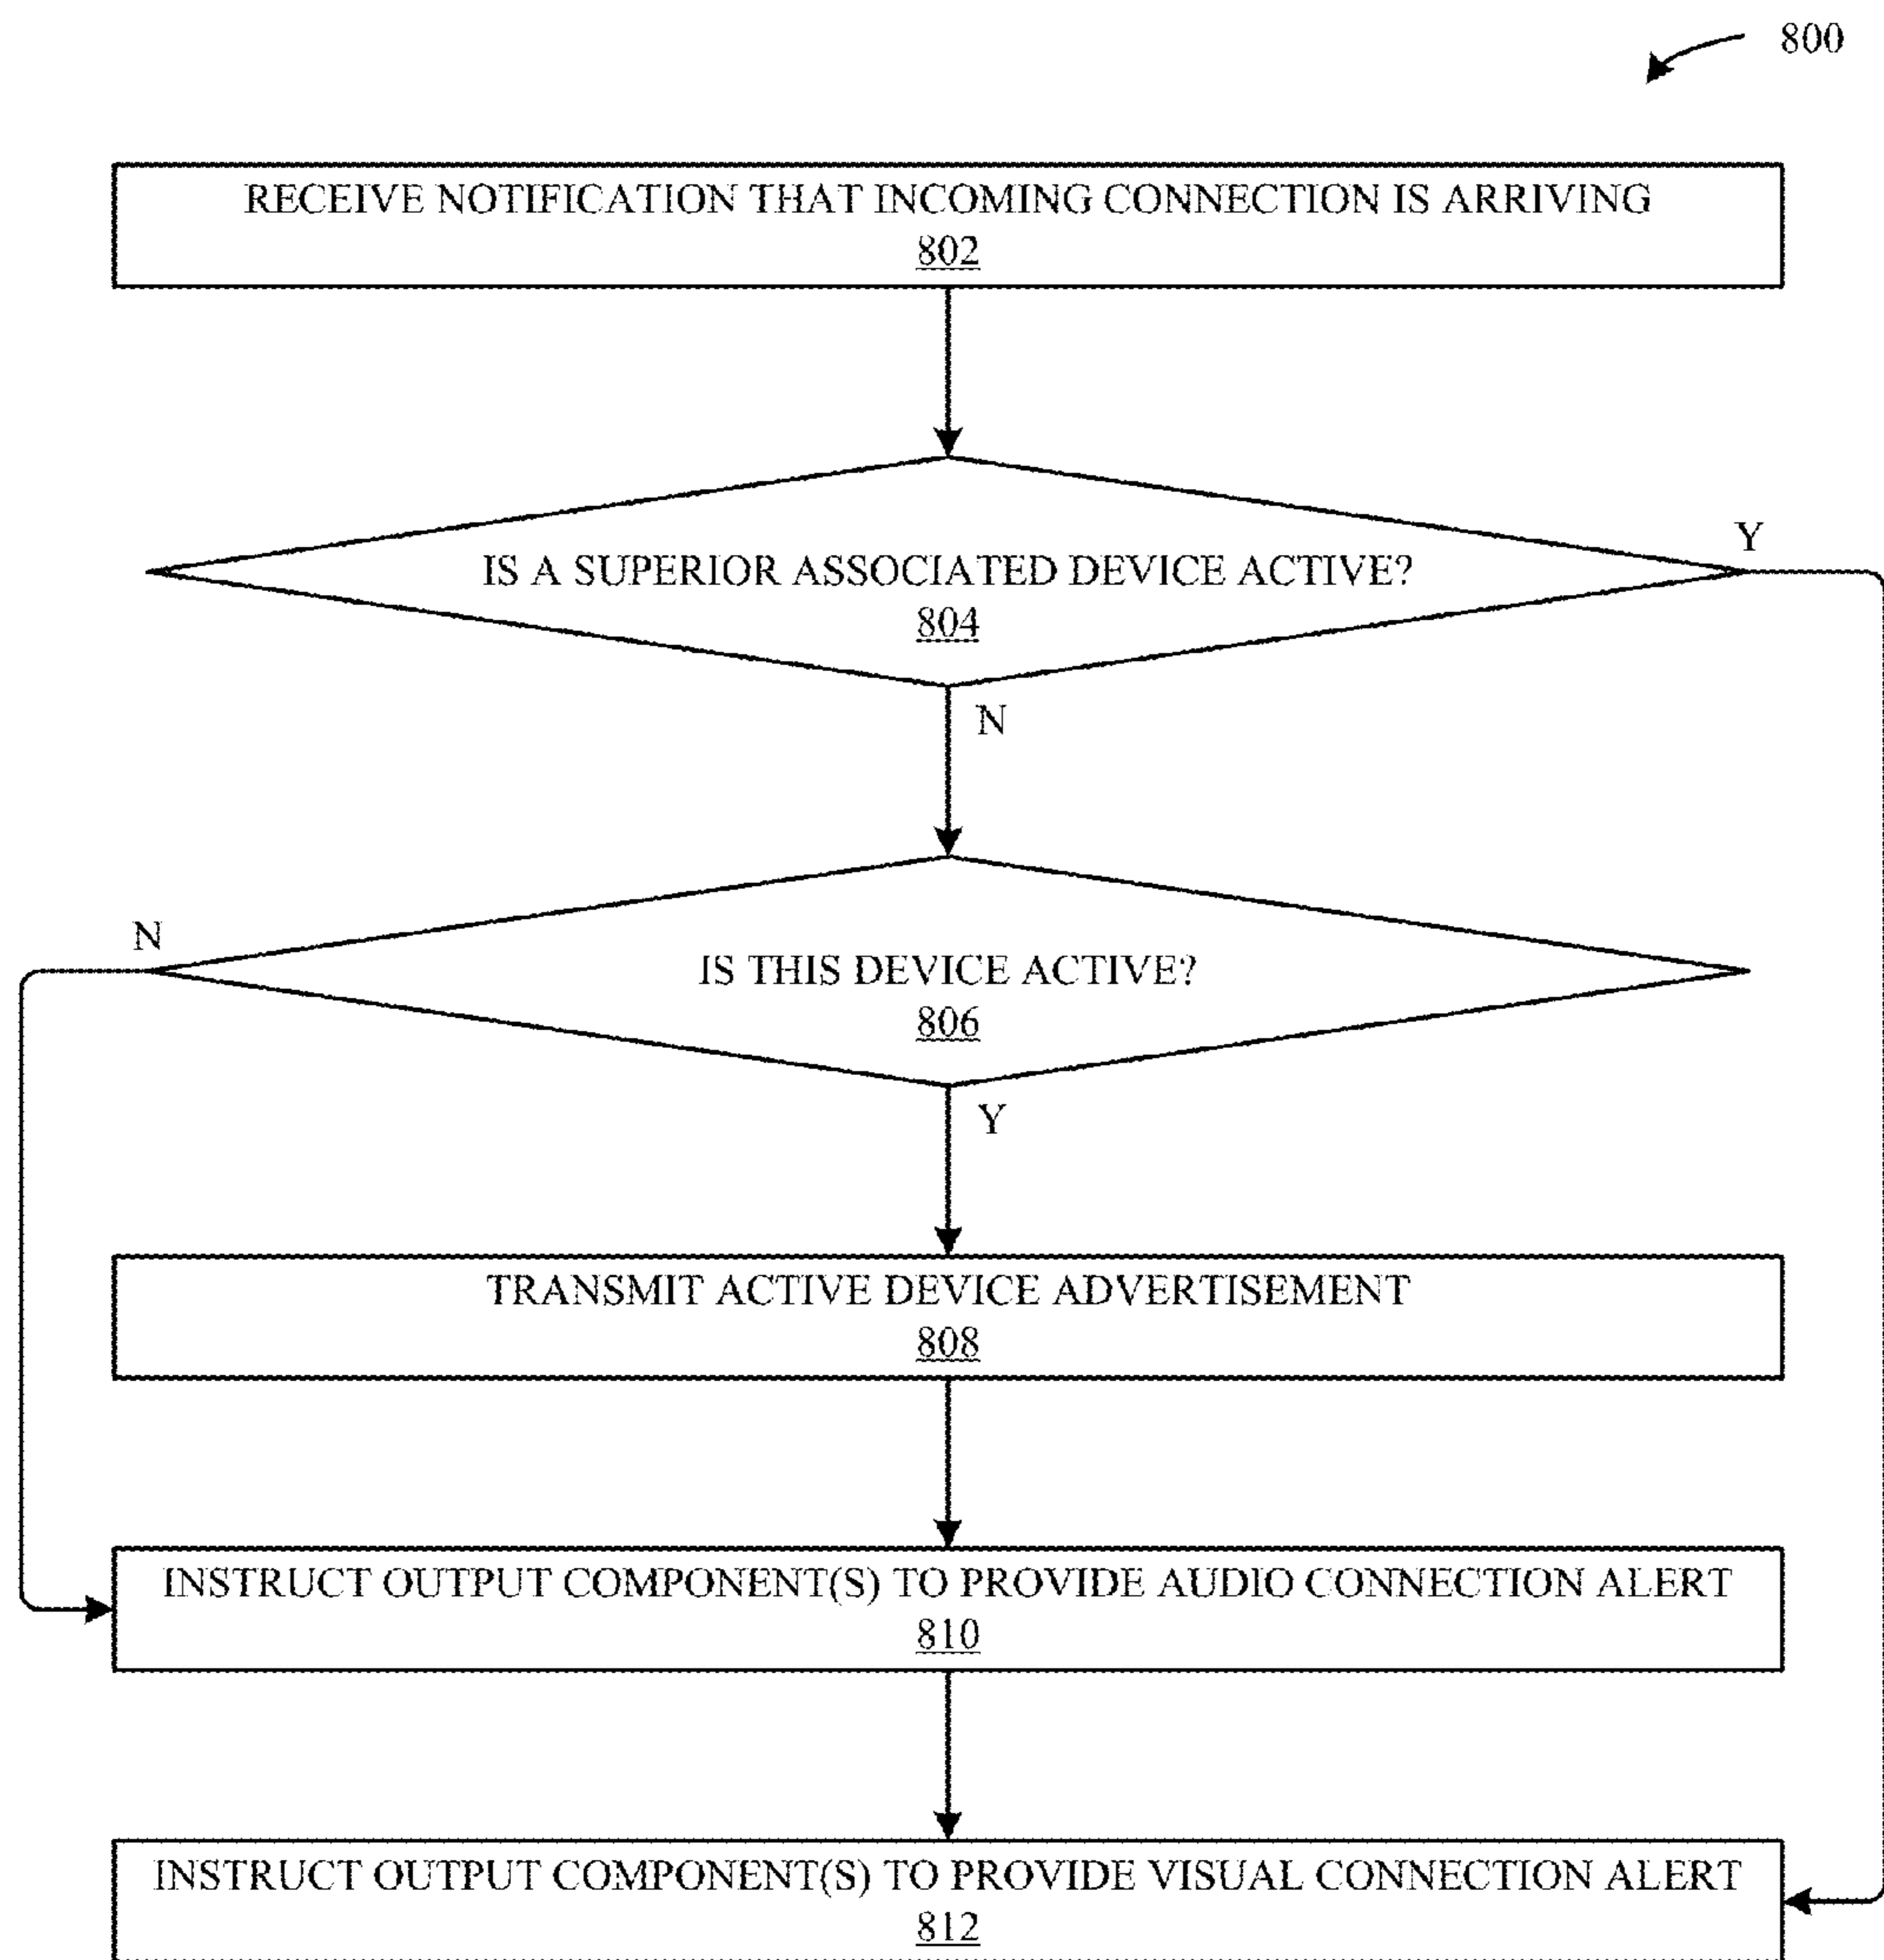 800
RECEIVE NOTIFICATION THAT INCOMING CONNECTION IS ARRIVING
802
Y
IS A SUPERIOR ASSOCIATED DEVICE ACTIVE?
804
N
N
IS THIS DEVICE ACTIVE?
806
Y
TRANSMIT ACTIVE DEVICE ADVERTISEMENT
808
INSTRUCT OUTPUT COMPONENT(S) TO PROVIDE AUDIO CONNECTION ALERT
810
INSTRUCT OUTPUT COMPONENT(S) TO PROVIDE VISUAL CONNECTION ALERT
812